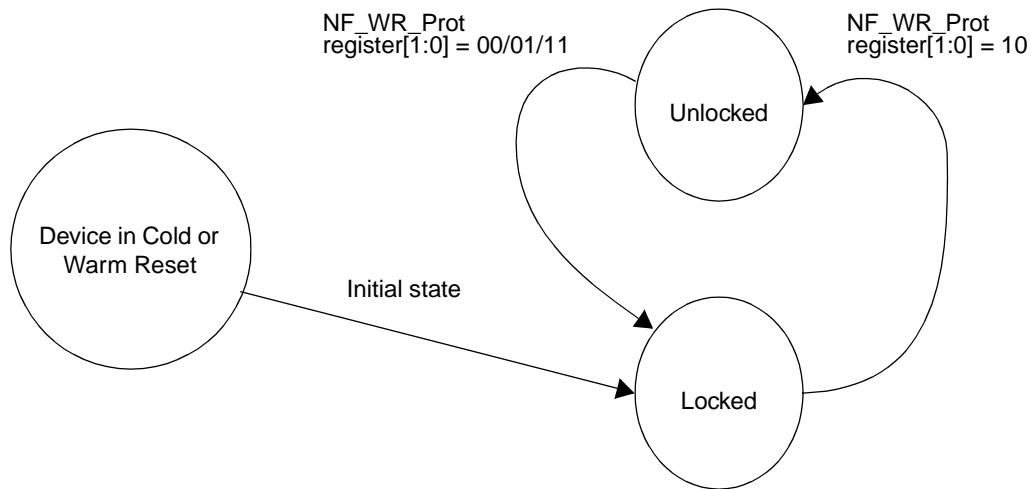 NF_WR_Prot
register[1:0] = 00/01/11
NF_WR_Prot
register[1:0] = 10
Unlocked
Device in Cold or
Warm Reset
Initial state
Locked